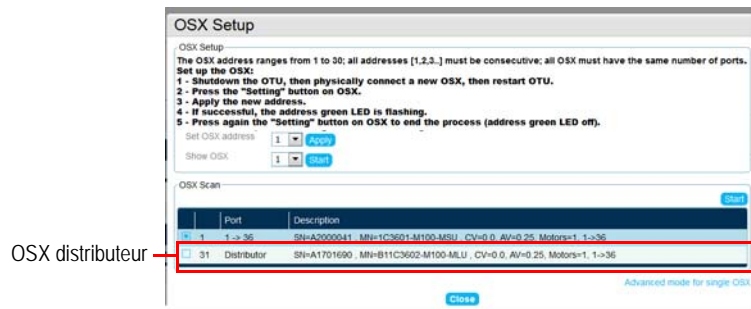 OSX Setup
OSX Setup
The OSX address ranges from 1 to 30; all addresses [1,2,3..] must be consecutive; all OSX must have the same number of ports.
Set up the OSX:
1 - Shutdown the OTU, then physically connect a new OSX, then restart OTU.
2 - Press the "Setting" button on OSX.
3 - Apply the new address.
4 - If successful, the address green LED is flashing.
5 - Press again the "Setting" button on OSX to end the process (address green LED off).
Set OSX address 1 Apply
Show OSX 1 Start
OSX Scan
Start
Port Description
1 1 -> 36 SN=A2000041 , MN=1C3601-M100-MSU , CV=0.0, AV=0.25, Motors=1, 1->36
OSX distributeur 31 Distributor SN=A1701690 , MN=B11C3602-M100-MLU , CV=0.0, AV=0.25, Motors=1, 1->36
Advanced mode for single OSX
Close